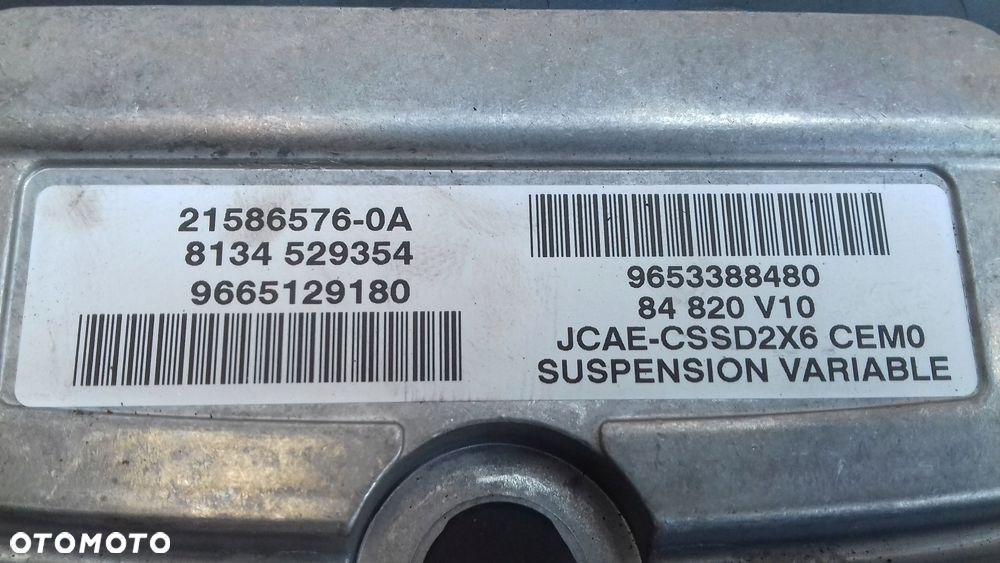 21586576-0A
8134 529354
9665129180
9653388480
84 820 V10
JCAE-CSSD2X6 CEM0
SUSPENSION VARIABLE
OTOMOTO